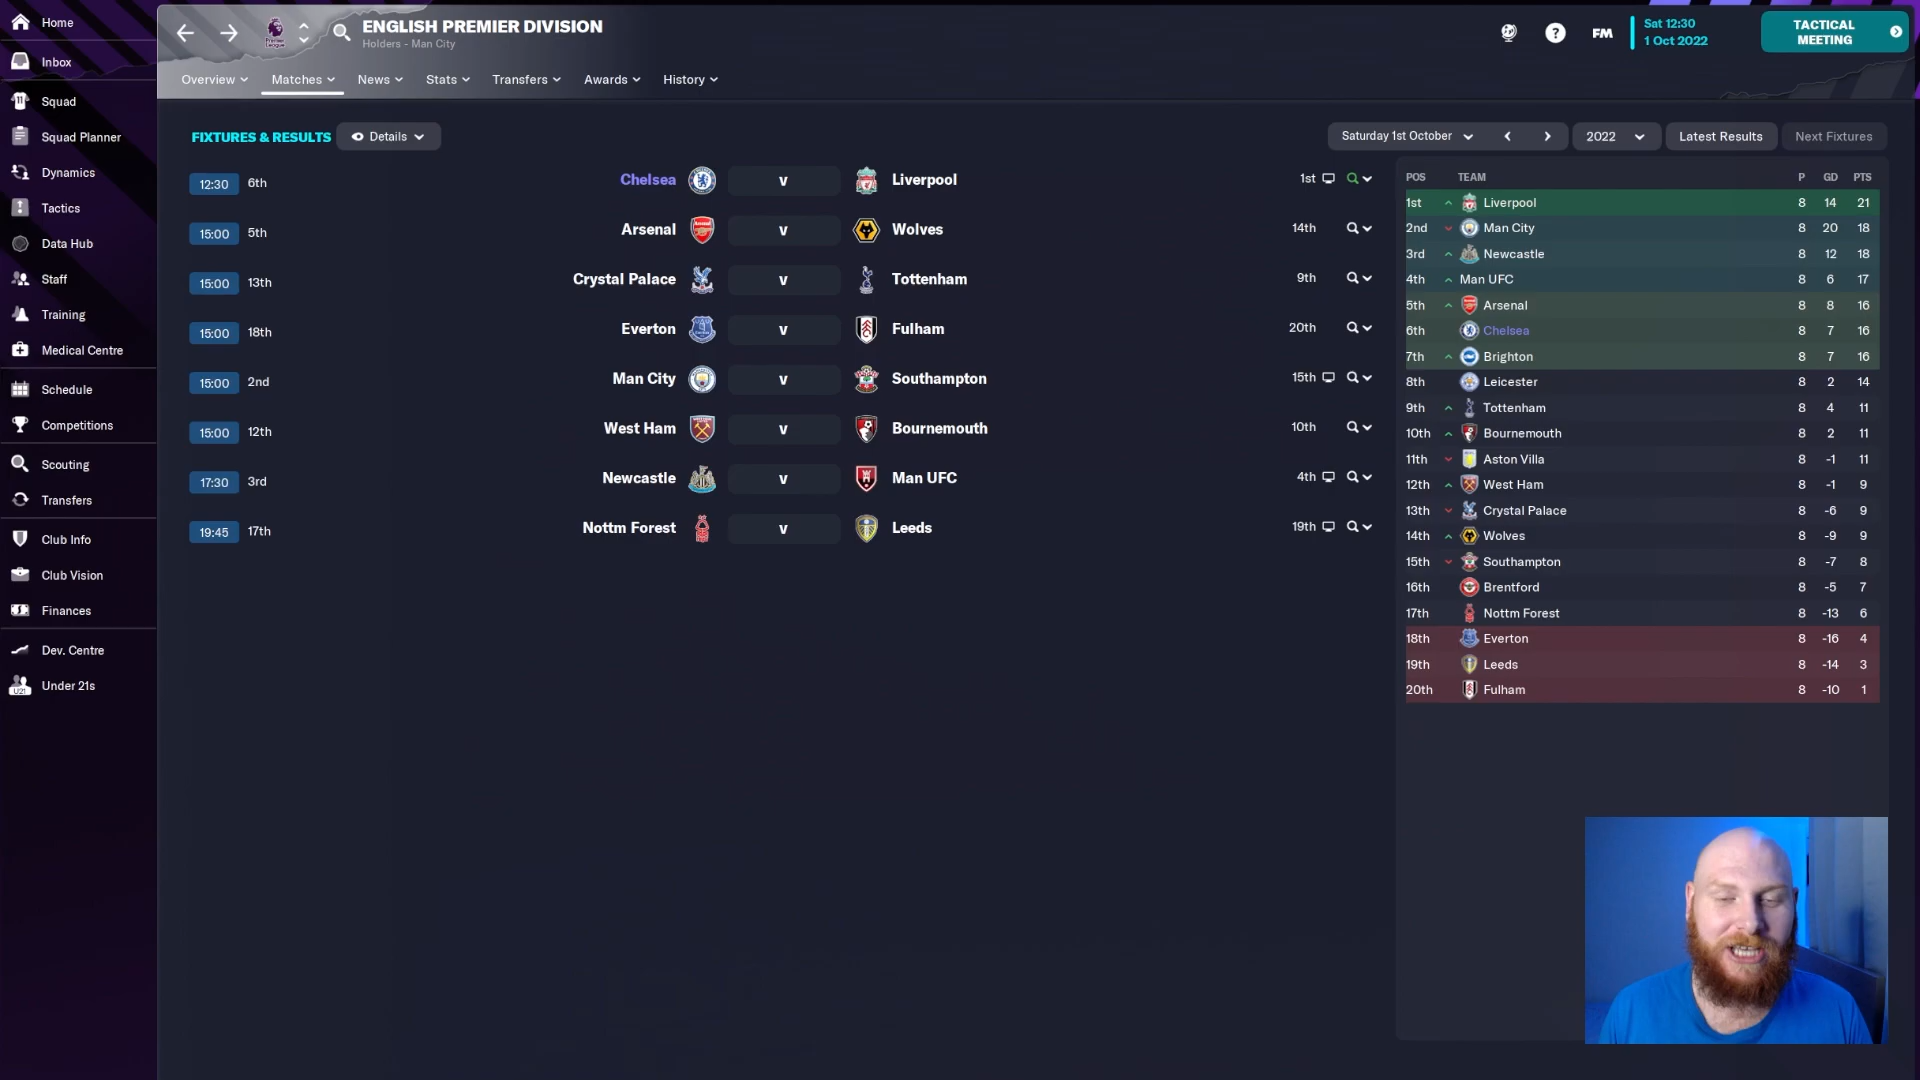 Home
Inbox
Squad
Squad Planner
Dynamics
Tactics
Data Hub
Staff
Training
Medical Centre
Schedule
Competitions
Scouting
Transfers
Club Info
Club Vision
Finances
Dev. Centre
U21
Under 21s
Premier League
ENGLISH PREMIER DIVISION
Holders - Man City
? FM Sat 12:30
1 Oct 2022
TACTICAL
MEETING
Overview Matches News Stats Transfers Awards History
FIXTURES & RESULTS Details
Saturday 1st October 2022 Latest Results Next Fixtures
12:30 6th Chelsea v Liverpool 1st
15:00 5th Arsenal v Wolves 14th
15:00 13th Crystal Palace v Tottenham 9th
15:00 18th Everton v Fulham 20th
15:00 2nd Man City v Southampton 15th
15:00 12th West Ham v Bournemouth 10th
17:30 3rd Newcastle v Man UFC 4th
19:45 17th Nottm Forest v Leeds 19th
POS TEAM P GD PTS
1st Liverpool 8 14 21
2nd Man City 8 20 18
3rd Newcastle 8 12 18
4th Man UFC 8 6 17
5th Arsenal 8 8 16
6th Chelsea 8 7 16
7th Brighton 8 7 16
8th Leicester 8 2 14
9th Tottenham 8 4 11
10th Bournemouth 8 2 11
11th Aston Villa 8 -1 11
12th West Ham 8 -1 9
13th Crystal Palace 8 -6 9
14th Wolves 8 -9 9
15th Southampton 8 -7 8
16th Brentford 8 -5 7
17th Nottm Forest 8 -13 6
18th Everton 8 -16 4
19th Leeds 8 -14 3
20th Fulham 8 -10 1